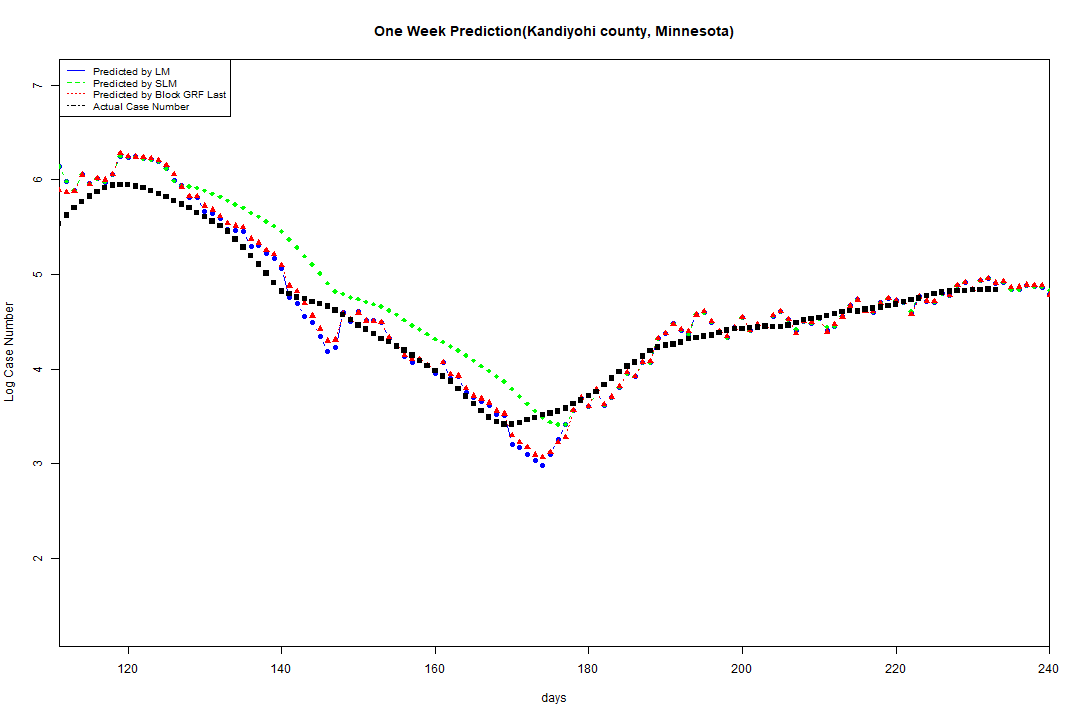 One Week Prediction(Kandiyohi county, Minnesota)
Predicted by LM
Predicted by SLM
Predicted by Block GRF Last
Actual Case Number
7
6
5
4
3
2
Log Case Number
120 140 160 180 200 220 240
days